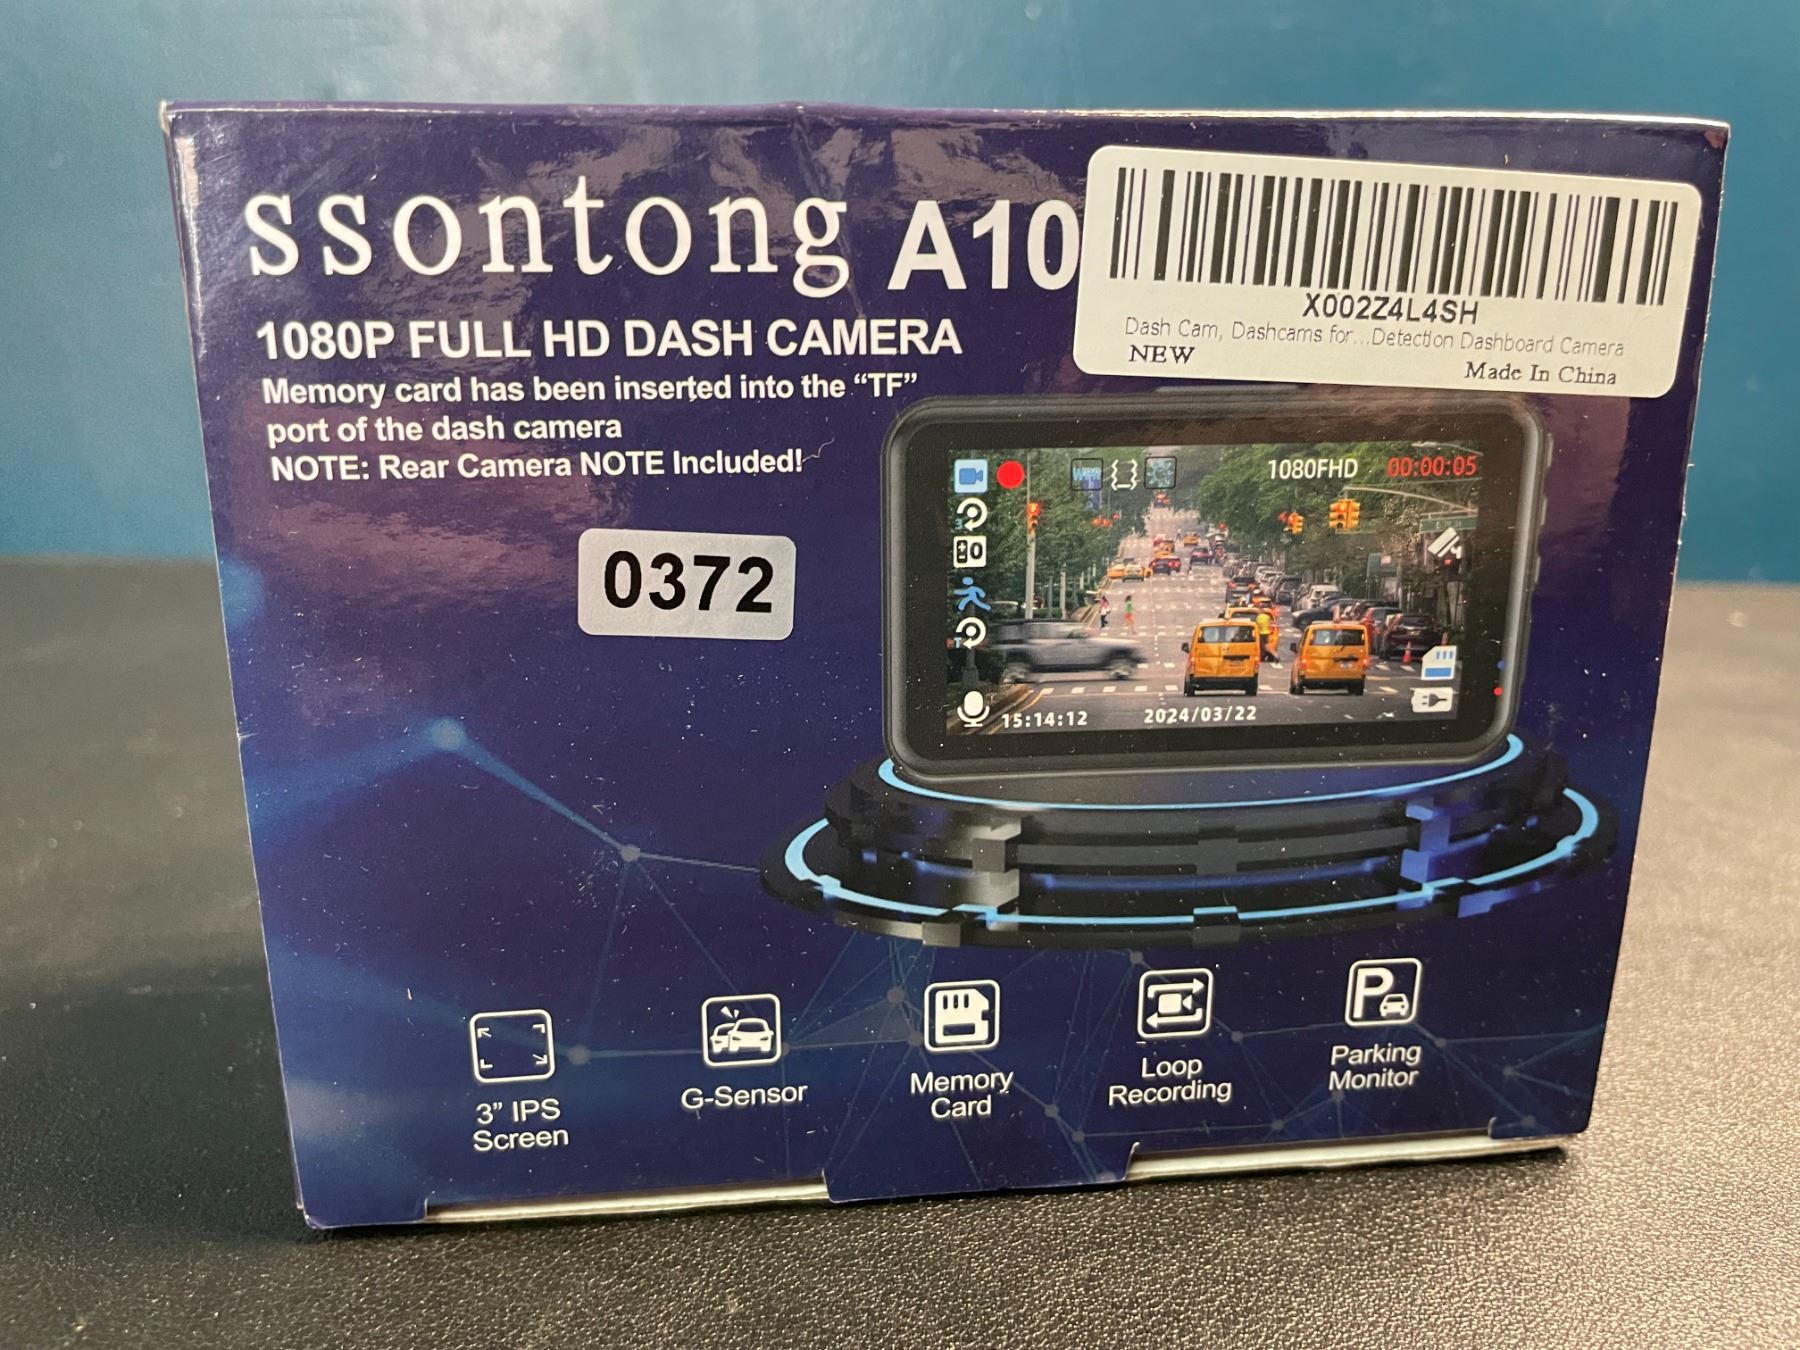 ssontong A10
X002Z4L4SH
Dash Cam, Dashcams for...Detection Dashboard Camera
NEW
Made In China
1080P FULL HD DASH CAMERA
Memory card has been inserted into the “TF”
port of the dash camera
NOTE: Rear Camera NOTE Included!
0372
1080FHD 00:00:05
15:14:12 2024/03/22
3” IPS
Screen
G-Sensor
Memory
Card
Loop
Recording
Parking
Monitor